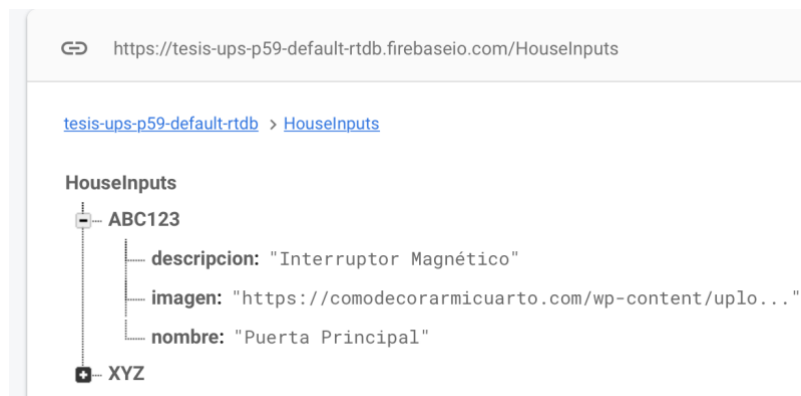 https://tesis-ups-p59-default-rtdb.firebaseio.com/HouseInputs
tesis-ups-p59-default-rtdb > HouseInputs
HouseInputs
ABC123
descripcion: "Interruptor Magnético"
imagen: "https://comodecorarmicuarto.com/wp-content/uplo..."
nombre: "Puerta Principal"
XYZ